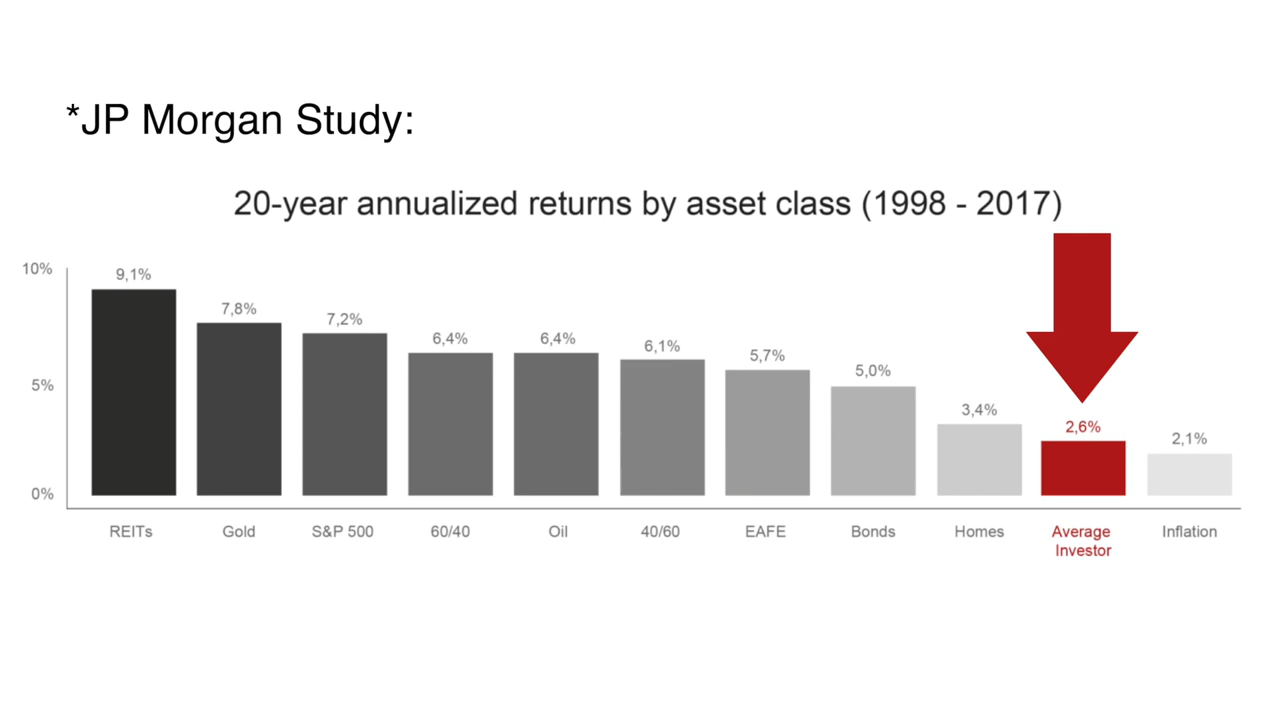 *JP Morgan Study:
20-year annualized returns by asset class (1998 - 2017)
10%
5%
0%
9,1%
7,8%
7,2%
6,4%
6,4%
6,1%
5,7%
5,0%
3,4%
2,6%
2,1%
REITs
Gold
S&P 500
60/40
Oil
40/60
EAFE
Bonds
Homes
Average
Investor
Inflation